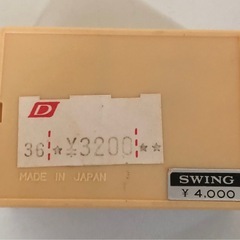 D
36 *¥3200* *
MADE IN JAPAN
SWING
¥ 4,000